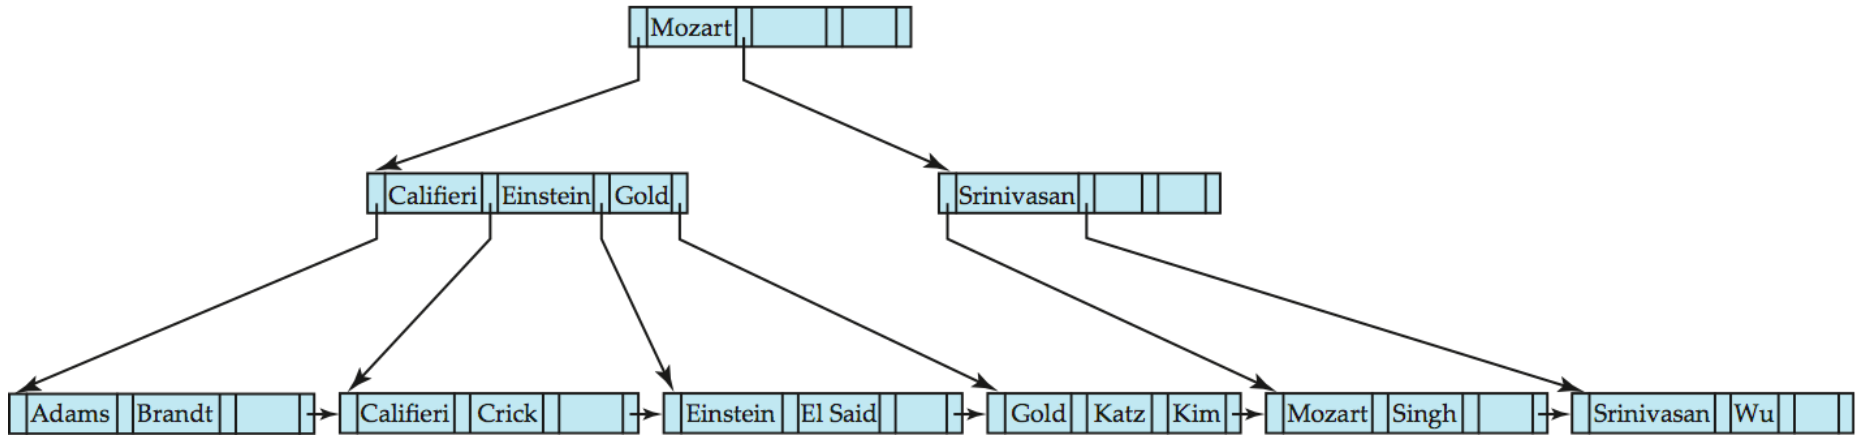 Mozart
Califieri Einstein Gold Srinivasan
Adams Brandt Califieri Crick Einstein El Said Gold Katz Kim Mozart Singh Srinivasan Wu